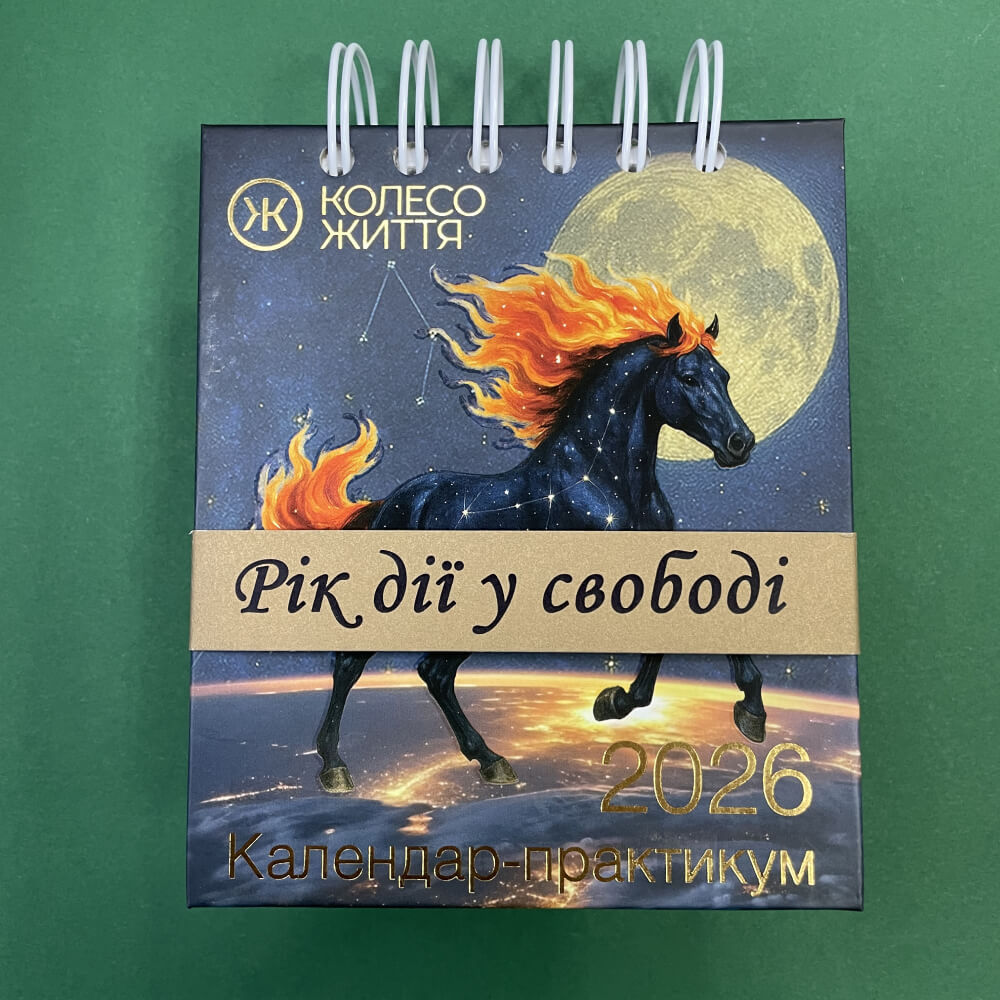 Ж
КОЛЕСО
ЖИТТЯ
Рік дії у свободі
2026
Календар-практикум